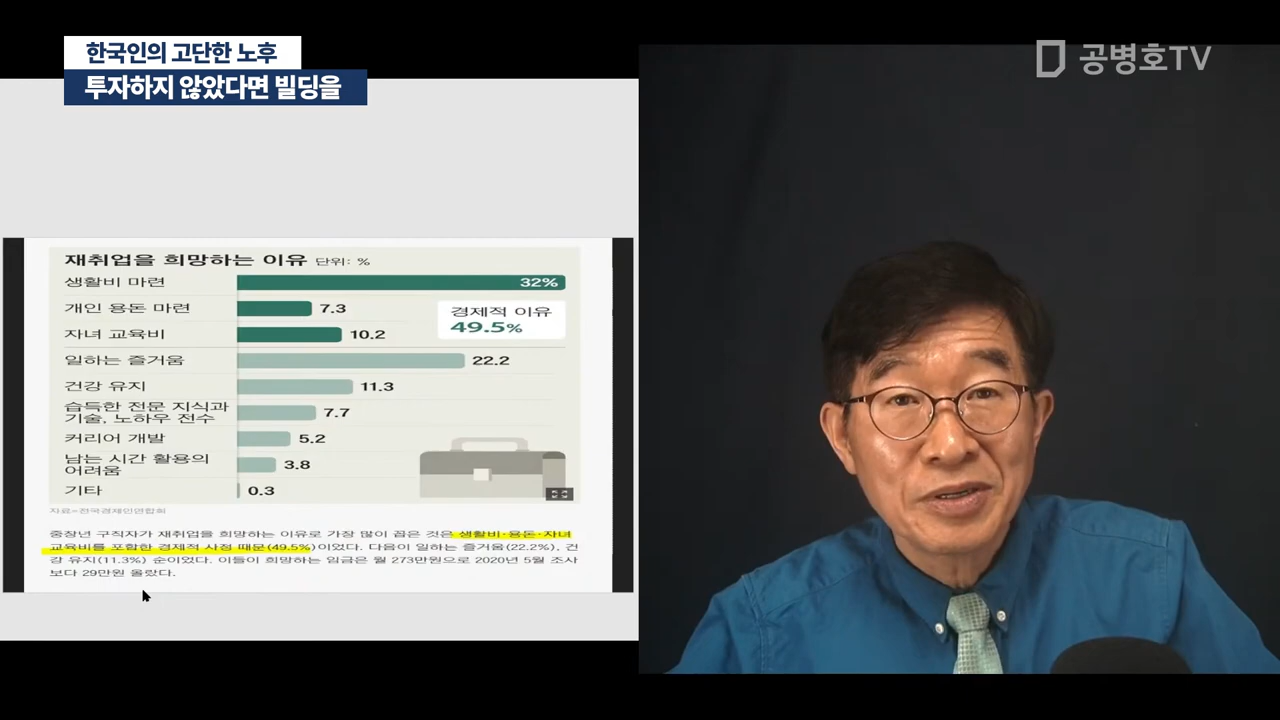 한국인의 고단한 노후
투자하지 않았다면 빌딩을
공병호TV
재취업을 희망하는 이유 단위: %
생활비 마련 32%
개인 용돈 마련 7.3
경제적 이유
49.5%
자녀 교육비 10.2
일하는 즐거움 22.2
건강 유지 11.3
습득한 전문 지식과
기술, 노하우 전수 7.7
커리어 개발 5.2
남는 시간 활용의
어려움 3.8
기타 0.3
자료=전국경제인연합회
중장년 구직자가 재취업을 희망하는 이유로 가장 많이 꼽은 것은 생활비·용돈·자녀
교육비를 포함한 경제적 사정 때문(49.5%)이었다. 다음이 일하는 즐거움(22.2%), 건
강 유지(11.3%) 순이었다. 이들이 희망하는 임금은 월 273만원으로 2020년 5월 조사
보다 29만원 올랐다.